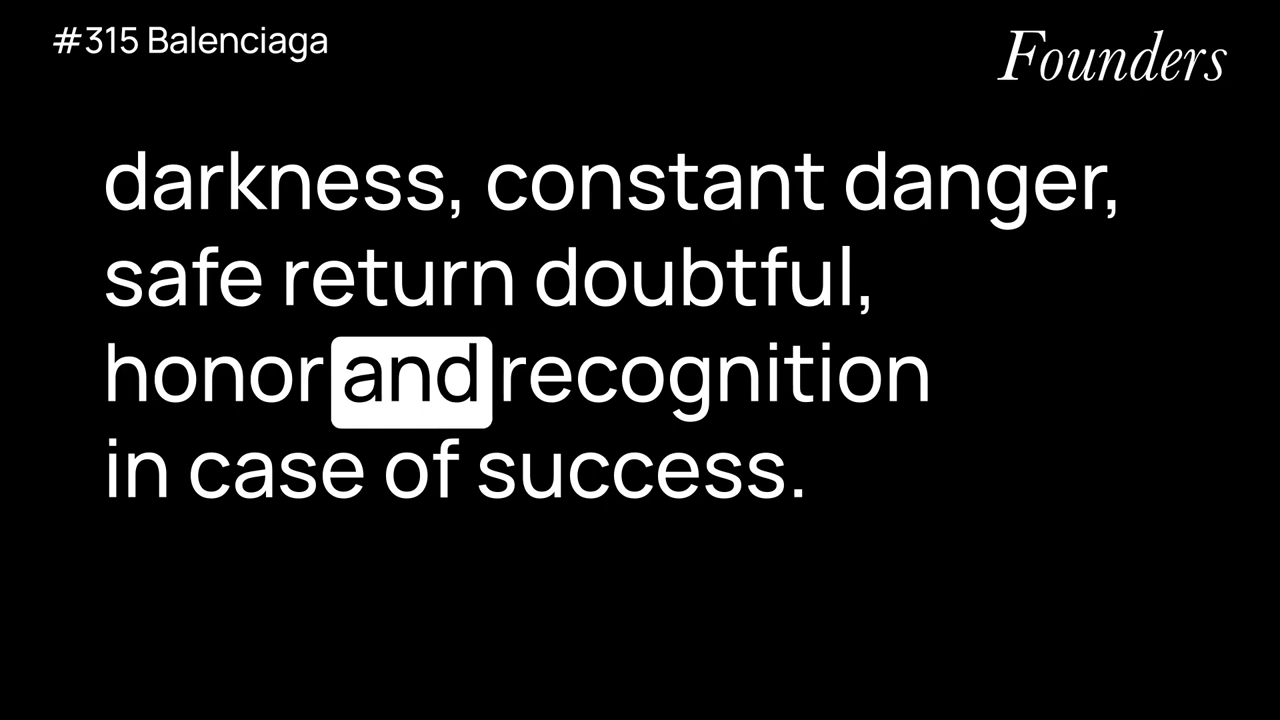 #315 Balenciaga
Founders
darkness, constant danger,
safe return doubtful,
honor and recognition
in case of success.